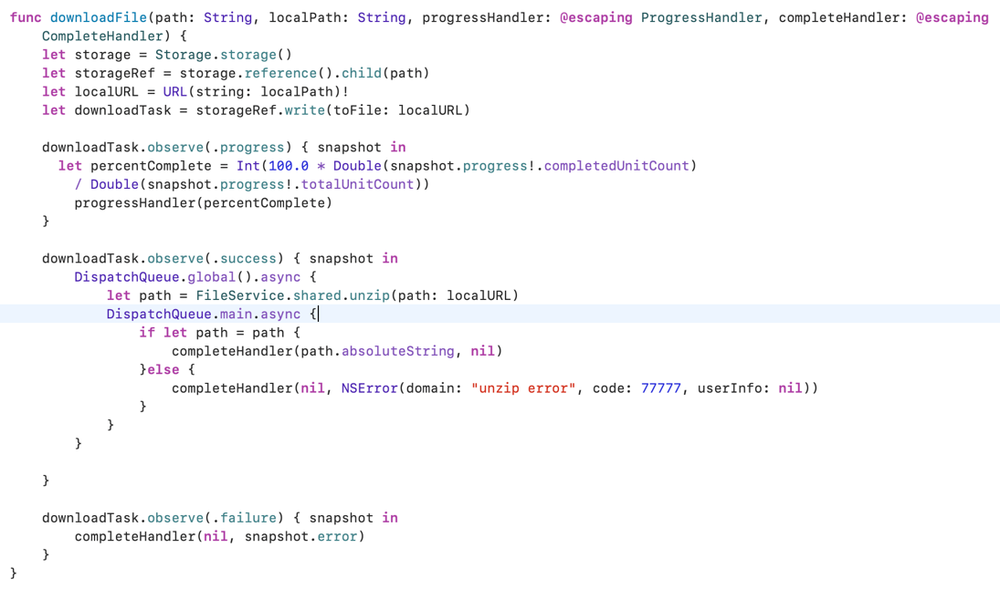 func downloadFile(path: String, localPath: String, progressHandler: @escaping ProgressHandler, completeHandler: @escaping
    CompleteHandler) {
    let storage = Storage.storage()
    let storageRef = storage.reference().child(path)
    let localURL = URL(string: localPath)!
    let downloadTask = storageRef.write(toFile: localURL)

    downloadTask.observe(.progress) { snapshot in
      let percentComplete = Int(100.0 * Double(snapshot.progress!.completedUnitCount)
        / Double(snapshot.progress!.totalUnitCount))
        progressHandler(percentComplete)
    }

    downloadTask.observe(.success) { snapshot in
        DispatchQueue.global().async {
            let path = FileService.shared.unzip(path: localURL)
            DispatchQueue.main.async {
                if let path = path {
                    completeHandler(path.absoluteString, nil)
                }else {
                    completeHandler(nil, NSError(domain: "unzip error", code: 77777, userInfo: nil))
                }
            }
        }

    }

    downloadTask.observe(.failure) { snapshot in
        completeHandler(nil, snapshot.error)
    }
}